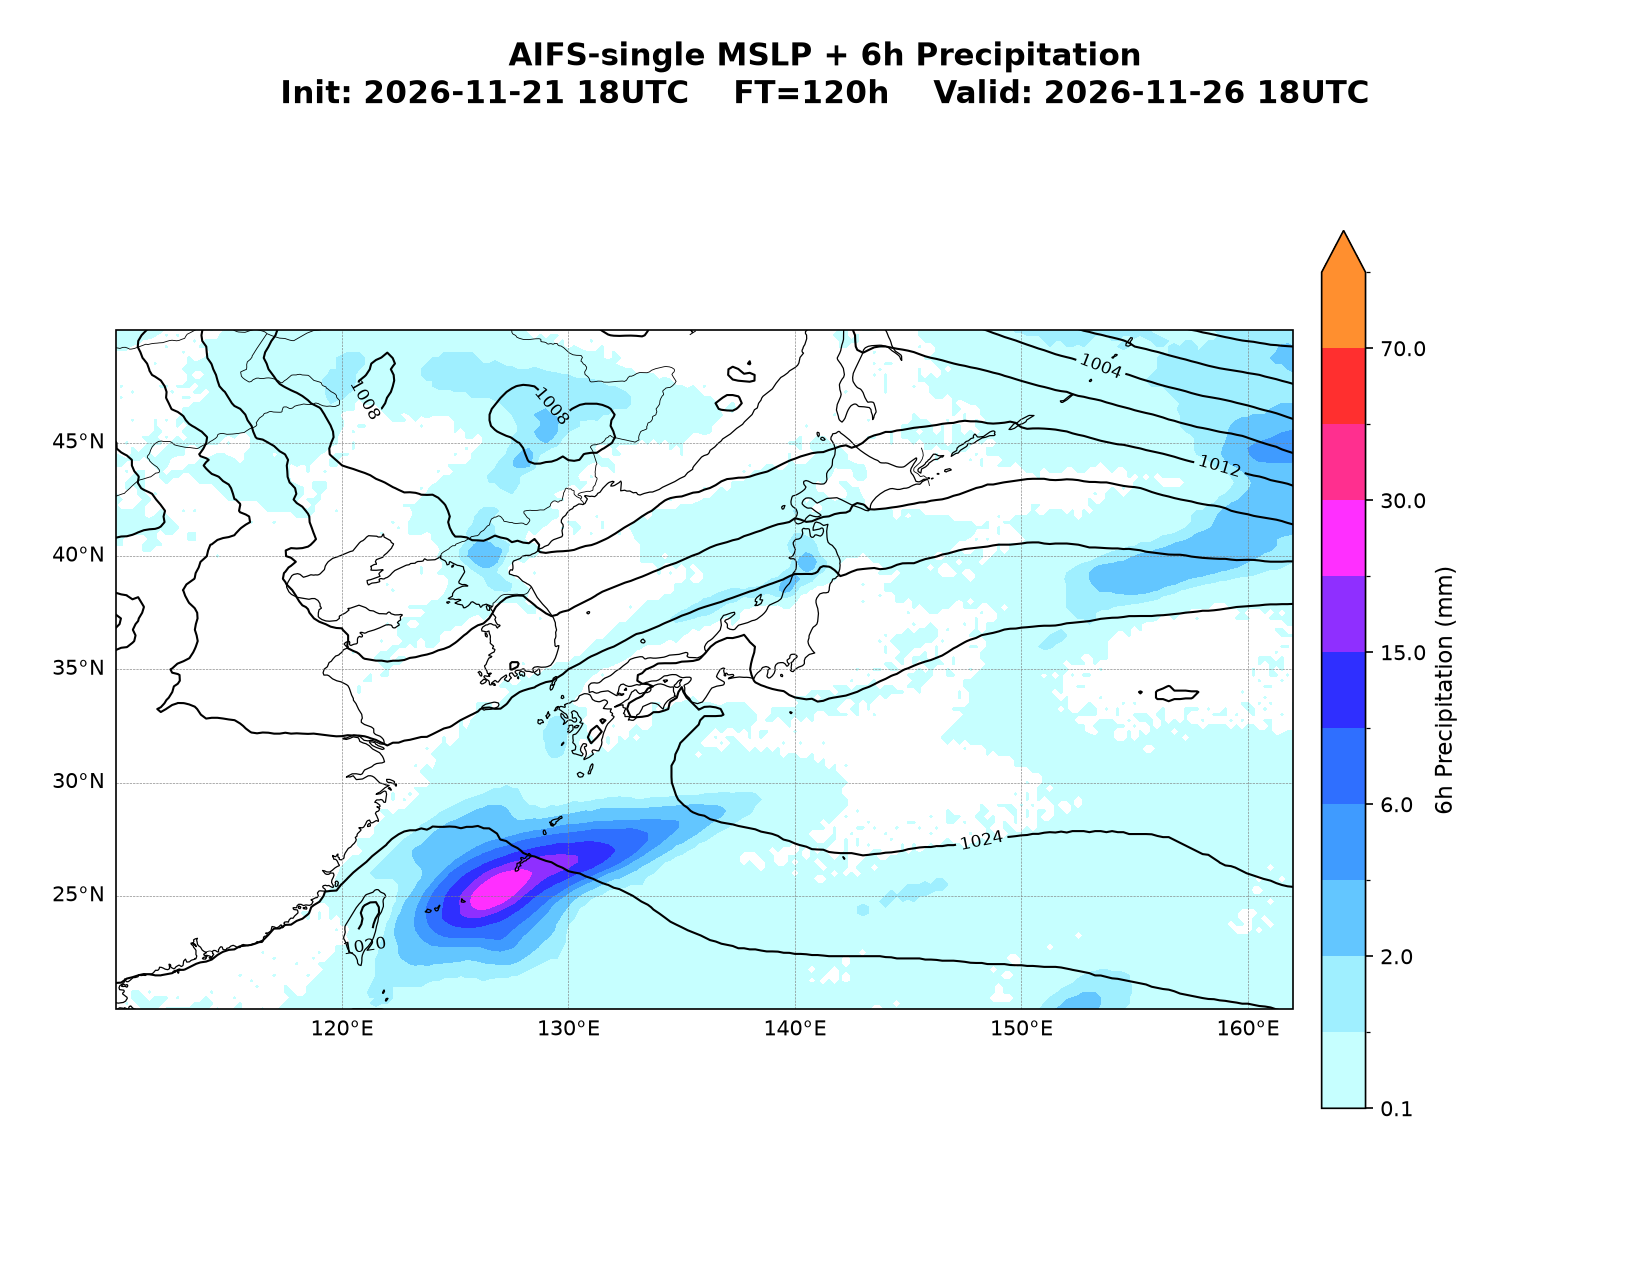 AIFS-single MSLP + 6h Precipitation
Init: 2026-11-21 18UTC    FT=120h    Valid: 2026-11-26 18UTC
70.0
30.0
15.0
6.0
2.0
0.1
6h Precipitation (mm)
45°N
40°N
35°N
30°N
25°N
120°E
130°E
140°E
150°E
160°E
1008
1008
1004
1012
1024
1020